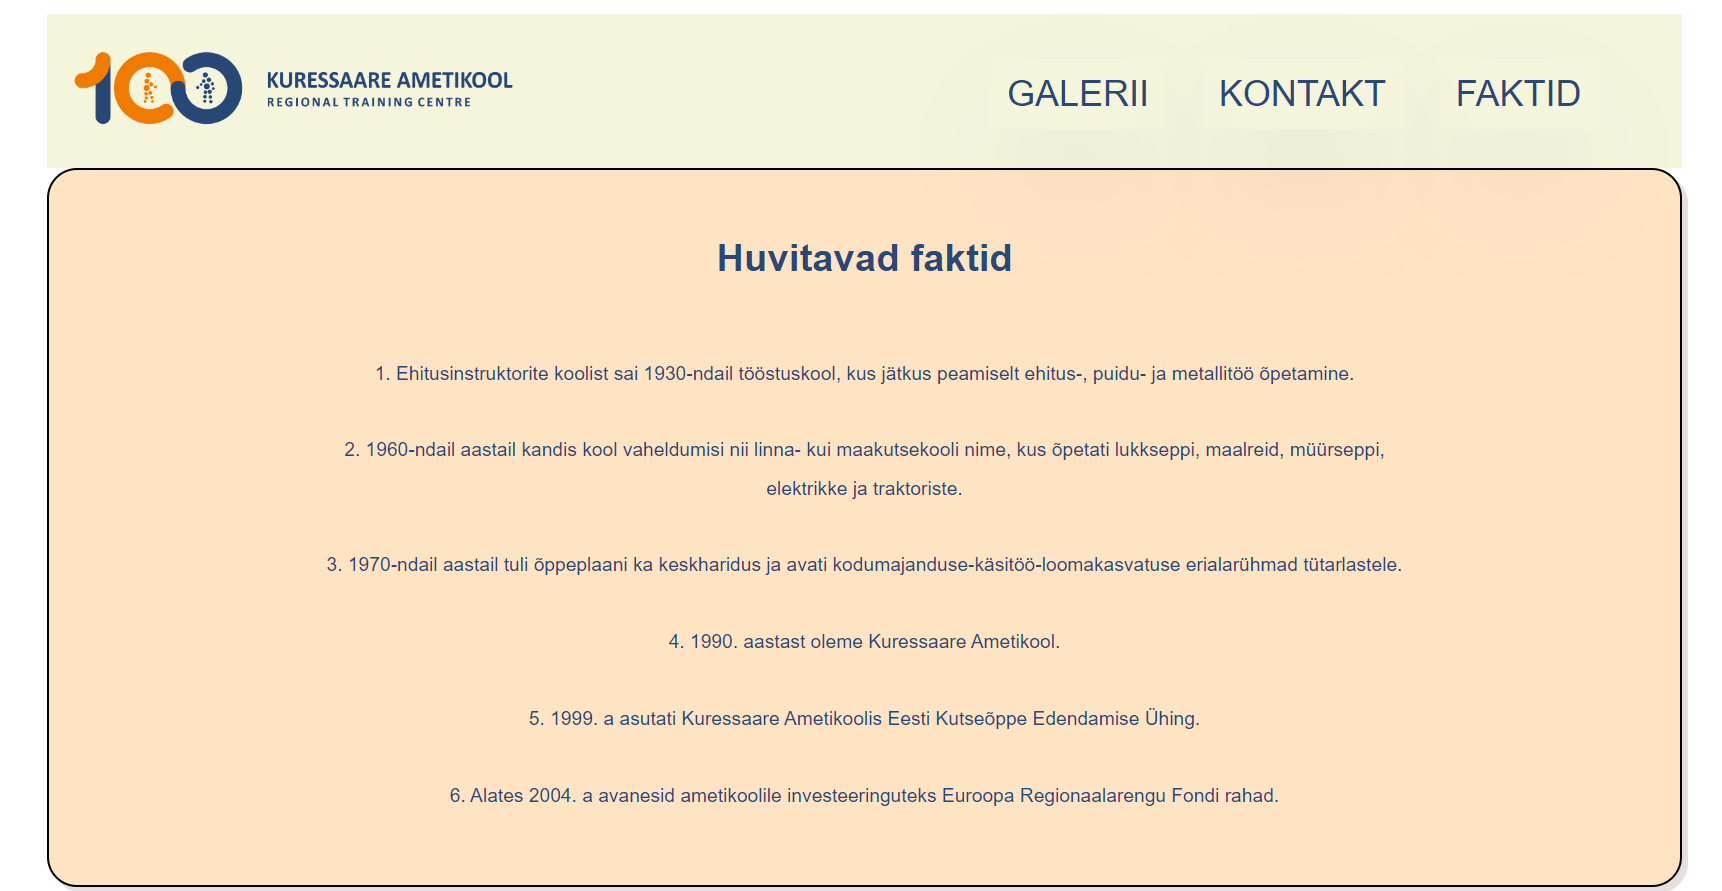 100 KURESSAARE AMETIKOOL
REGIONAL TRAINING CENTRE
GALERII KONTAKT FAKTID
Huvitavad faktid
1. Ehitusinstruktorite koolist sai 1930-ndail tööstuskool, kus jätkus peamiselt ehitus-, puidu- ja metallitöö õpetamine.
2. 1960-ndail aastail kandis kool vaheldumisi nii linna- kui maakutsekooli nime, kus õpetati lukkseppi, maalreid, müürseppi,
elektrikke ja traktoriste.
3. 1970-ndail aastail tuli õppeplaani ka keskharidus ja avati kodumajanduse-käsitöö-loomakasvatuse erialarühmad tütarlastele.
4. 1990. aastast oleme Kuressaare Ametikool.
5. 1999. a asutati Kuressaare Ametikoolis Eesti Kutseõppe Edendamise Ühing.
6. Alates 2004. a avanesid ametikoolile investeeringuteks Euroopa Regionaalarengu Fondi rahad.